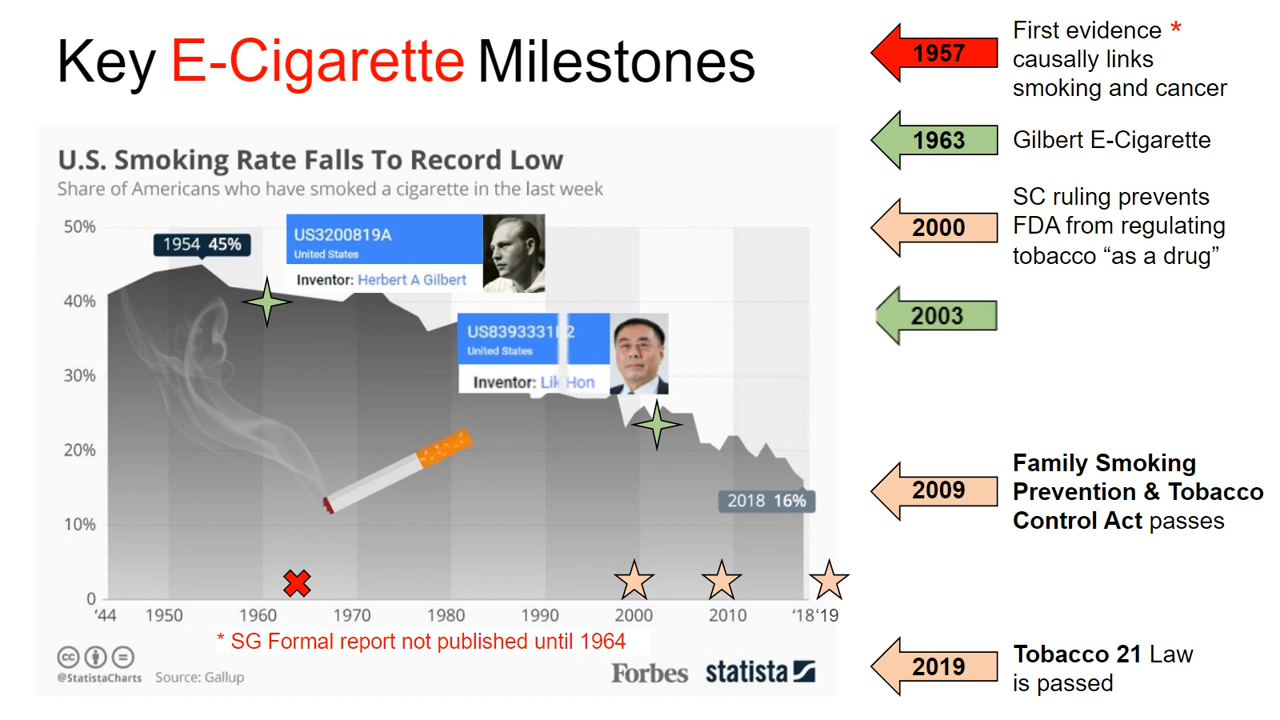 Key E-Cigarette Milestones
U.S. Smoking Rate Falls To Record Low
Share of Americans who have smoked a cigarette in the last week
50%
40%
30%
20%
10%
0
1954 45%
US3200819A
United States
Inventor: Herbert A Gilbert
US8393331 2
United States
Inventor: Lik Hon
2018 16%
'44 1950 1960 1970 1980 1990 2000 2010 '18 '19
* SG Formal report not published until 1964
@StatistaCharts Source: Gallup
Forbes statista
1957
First evidence *
causally links
smoking and cancer
1963
Gilbert E-Cigarette
2000
SC ruling prevents
FDA from regulating
tobacco “as a drug”
2003
2009
Family Smoking
Prevention & Tobacco
Control Act passes
2019
Tobacco 21 Law
is passed